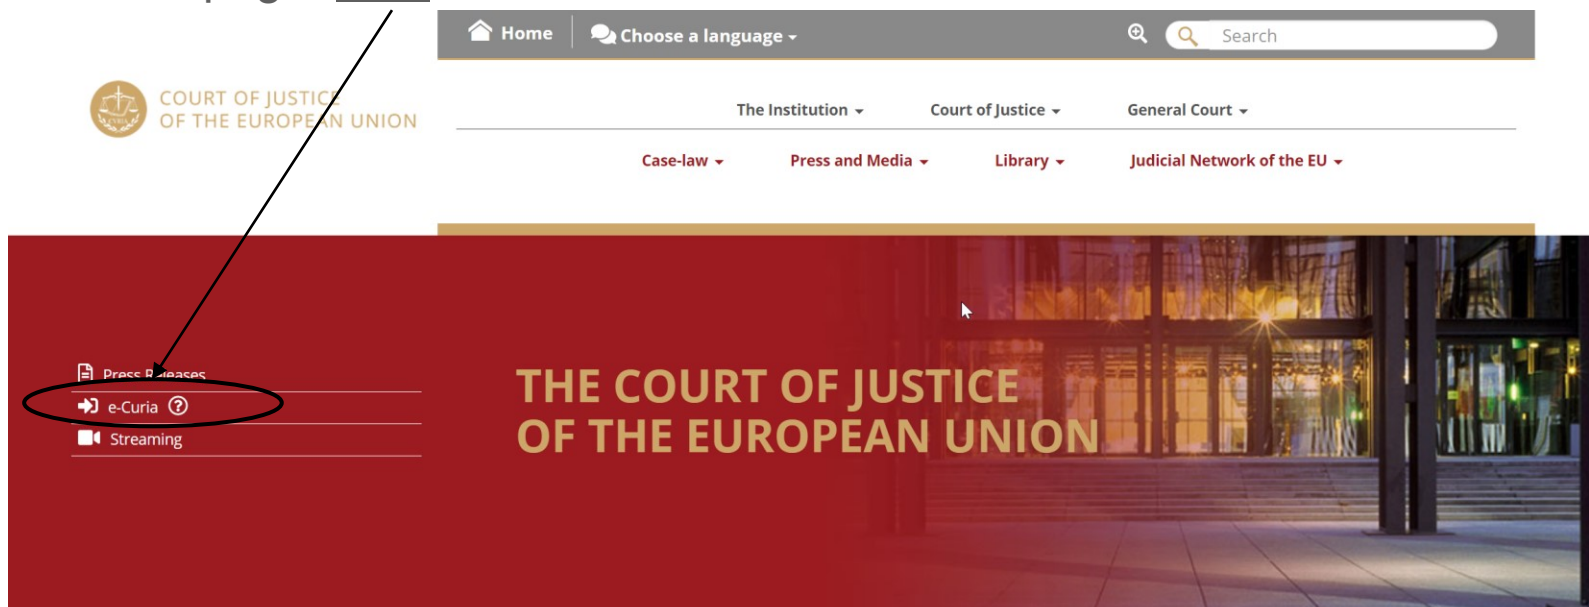 Home
Choose a language
Search
COURT OF JUSTICE
OF THE EUROPEAN UNION
The Institution
Court of Justice
General Court
Case-law
Press and Media
Library
Judicial Network of the EU
Press Releases
e-Curia ?
Streaming
THE COURT OF JUSTICE
OF THE EUROPEAN UNION